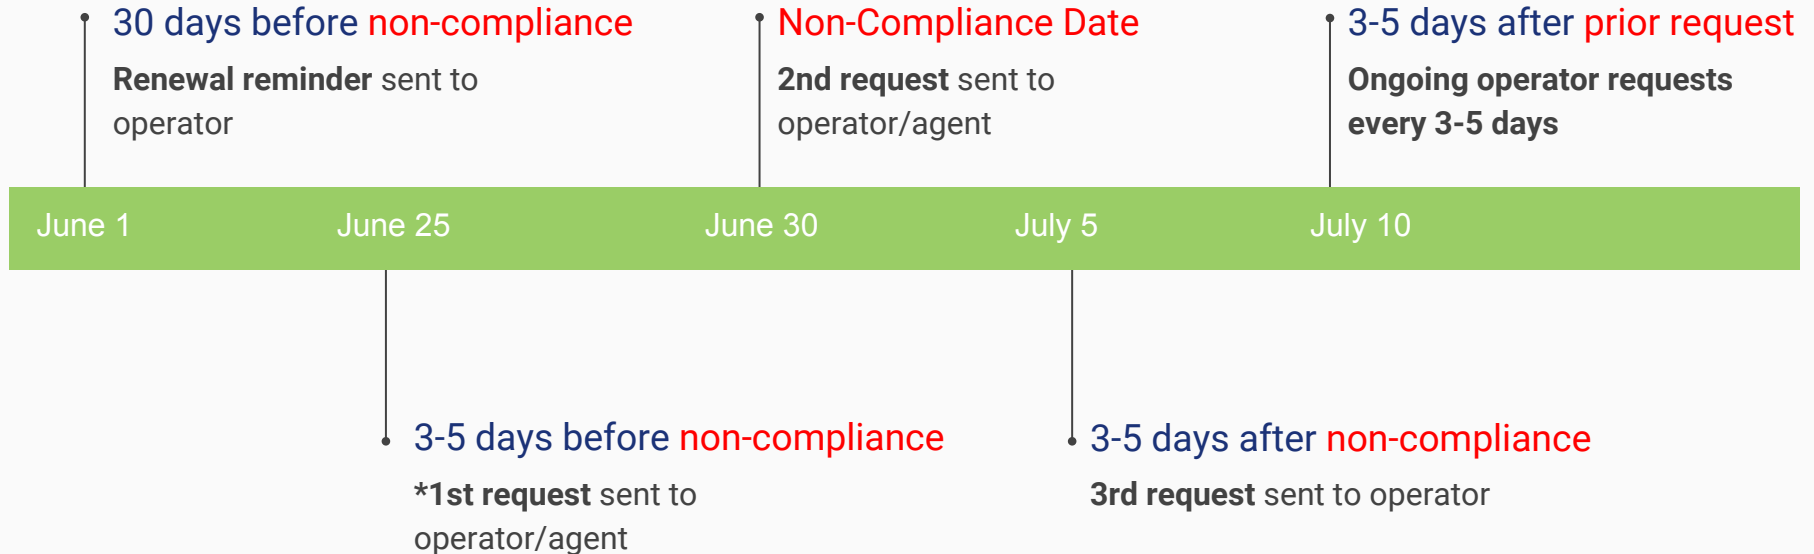 30 days before non-compliance
Renewal reminder sent to
operator
Non-Compliance Date
2nd request sent to
operator/agent
3-5 days after prior request
Ongoing operator requests
every 3-5 days
June 1
June 25
June 30
July 5
July 10
3-5 days before non-compliance
*1st request sent to
operator/agent
3-5 days after non-compliance
3rd request sent to operator